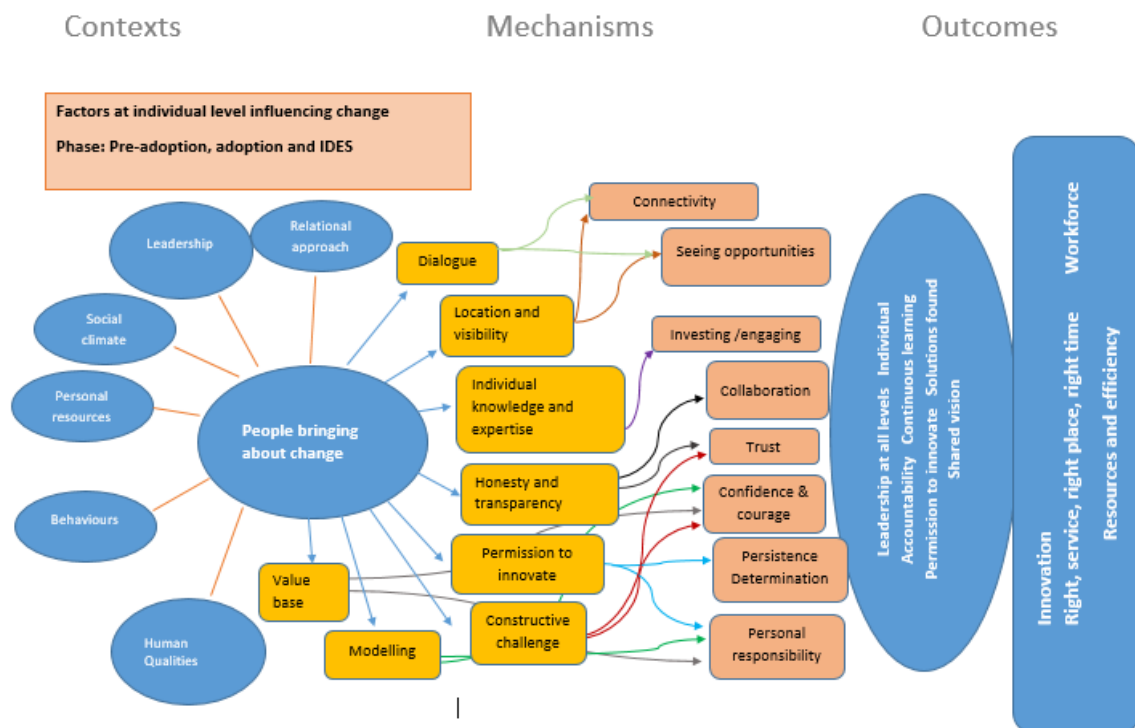 Contexts
Mechanisms
Outcomes
Factors at individual level influencing change
Phase: Pre-adoption, adoption and IDES
Leadership
Relational
approach
Social
climate
Personal
resources
Behaviours
Human
Qualities
People bringing
about change
Dialogue
Location and
visibility
Individual
knowledge and
expertise
Honesty and
transparency
Permission to
innovate
Value
base
Constructive
challenge
Modelling
Connectivity
Seeing opportunities
Investing /engaging
Collaboration
Trust
Confidence &
courage
Persistence
Determination
Personal
responsibility
Leadership at all levels Individual
Accountability Continuous learning
Permission to innovate Solutions found
Shared vision
Innovation
Right, service, right place, right time Workforce
Resources and efficiency